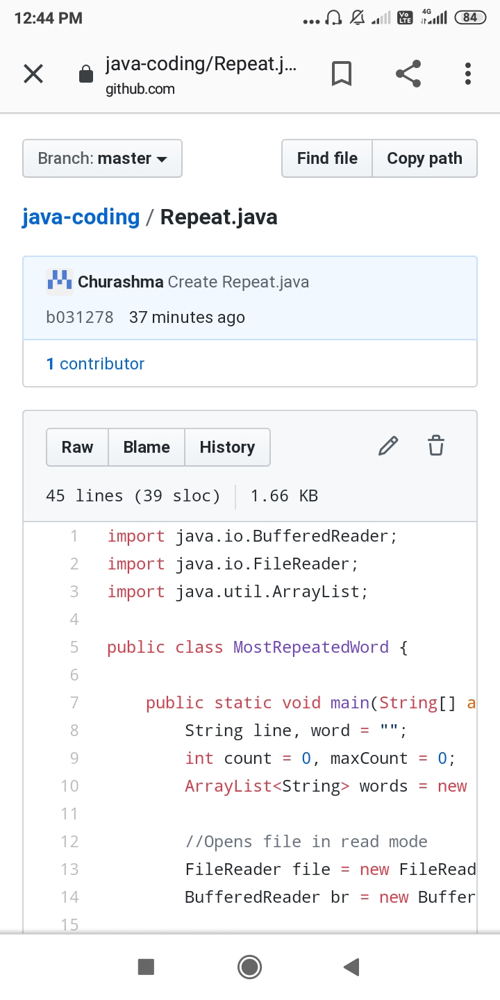 12:44 PM
Vo LTE 4G 84
java-coding/Repeat.j...
github.com
Branch: master
Find file Copy path
java-coding / Repeat.java
Churashma Create Repeat.java
b031278 37 minutes ago
1 contributor
Raw Blame History
45 lines (39 sloc) 1.66 KB
1 import java.io.BufferedReader;
2 import java.io.FileReader;
3 import java.util.ArrayList;
4
5 public class MostRepeatedWord {
6
7 public static void main(String[] a
8 String line, word = "";
9 int count = 0, maxCount = 0;
10 ArrayList<String> words = new
11
12 //Opens file in read mode
13 FileReader file = new FileRead
14 BufferedReader br = new Buffer
15